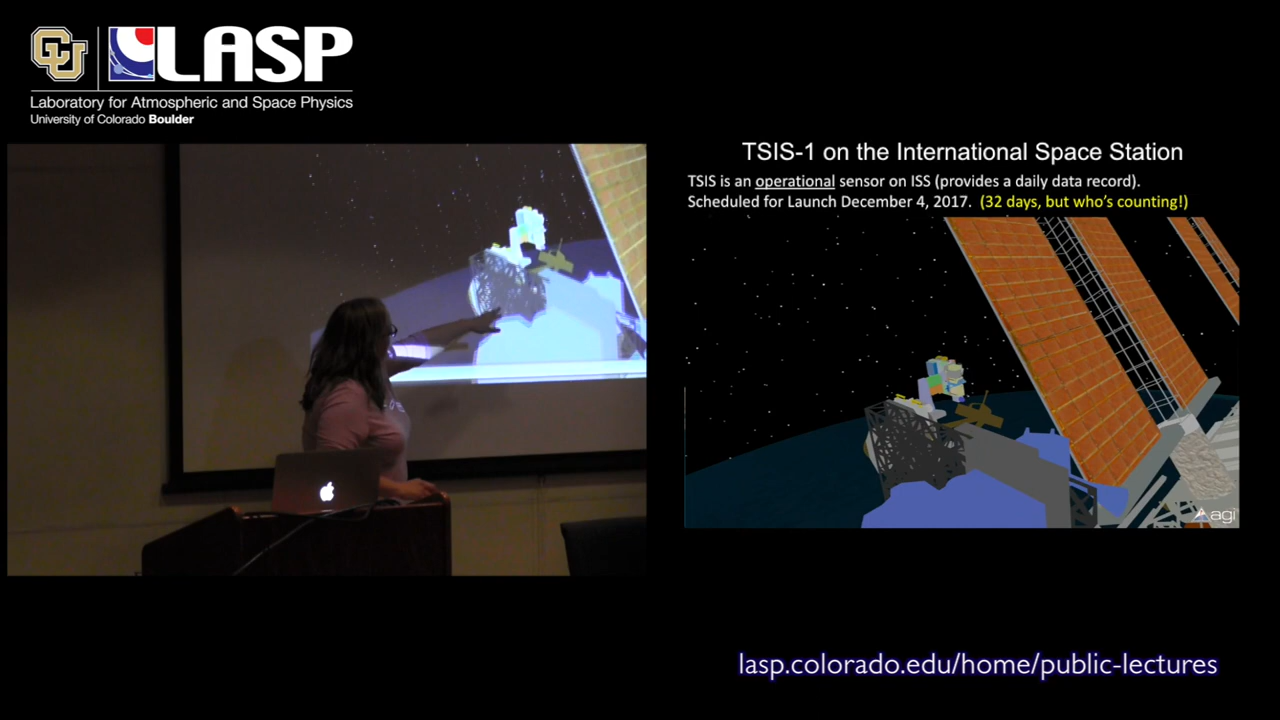 CU
LASP
Laboratory for Atmospheric and Space Physics
University of Colorado Boulder
TSIS-1 on the International Space Station
TSIS is an operational sensor on ISS (provides a daily data record).
Scheduled for Launch December 4, 2017. (32 days, but who's counting!)
agi
lasp.colorado.edu/home/public-lectures